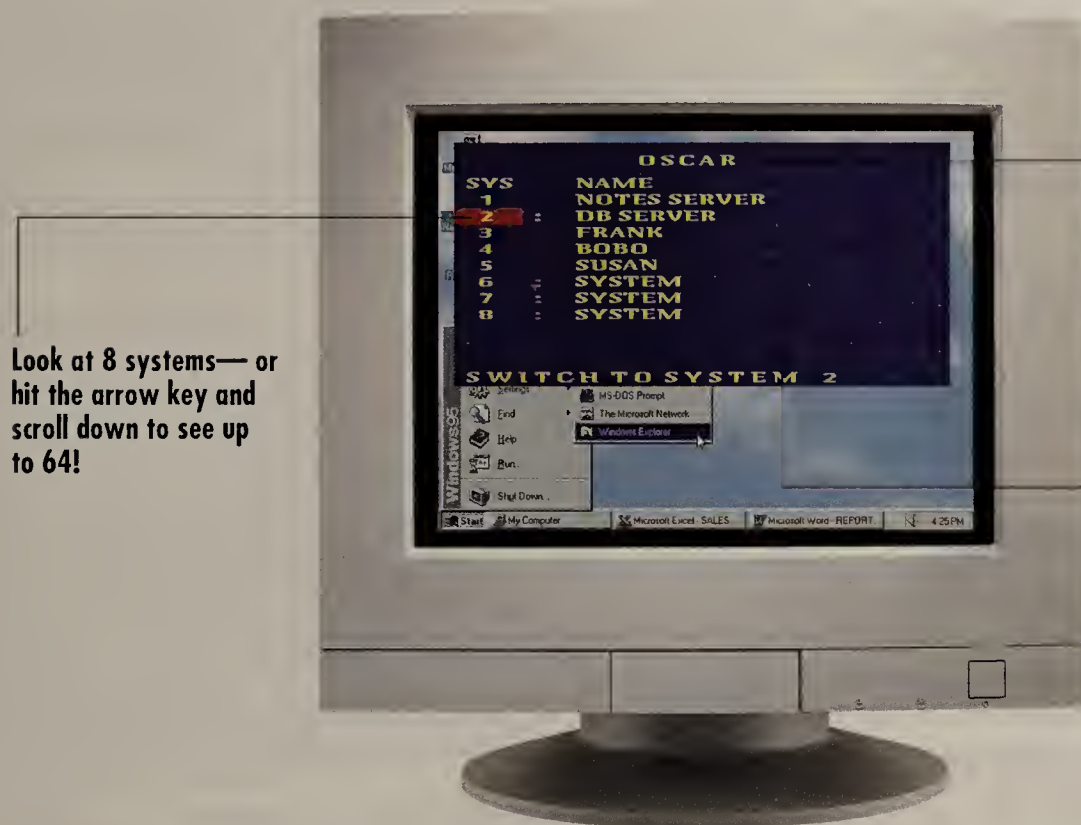 Look at 8 systems— or
hit the arrow key and
scroll down to see up
to 64!
OSCAR
SYS NAME
1 NOTES SERVER
2 : DB SERVER
3 FRANK
4 BOBO
5 SUSAN
6 : SYSTEM
7 : SYSTEM
8 : SYSTEM
SWITCH TO SYSTEM 2
Settings
MS-DOS Prompt
Find
The Microsoft Network
Help
Windows Explorer
Run...
Shut Down...
Windows95
Start
My Computer
Microsoft Excel - SALES
Microsoft Word - REPORT
4:25 PM